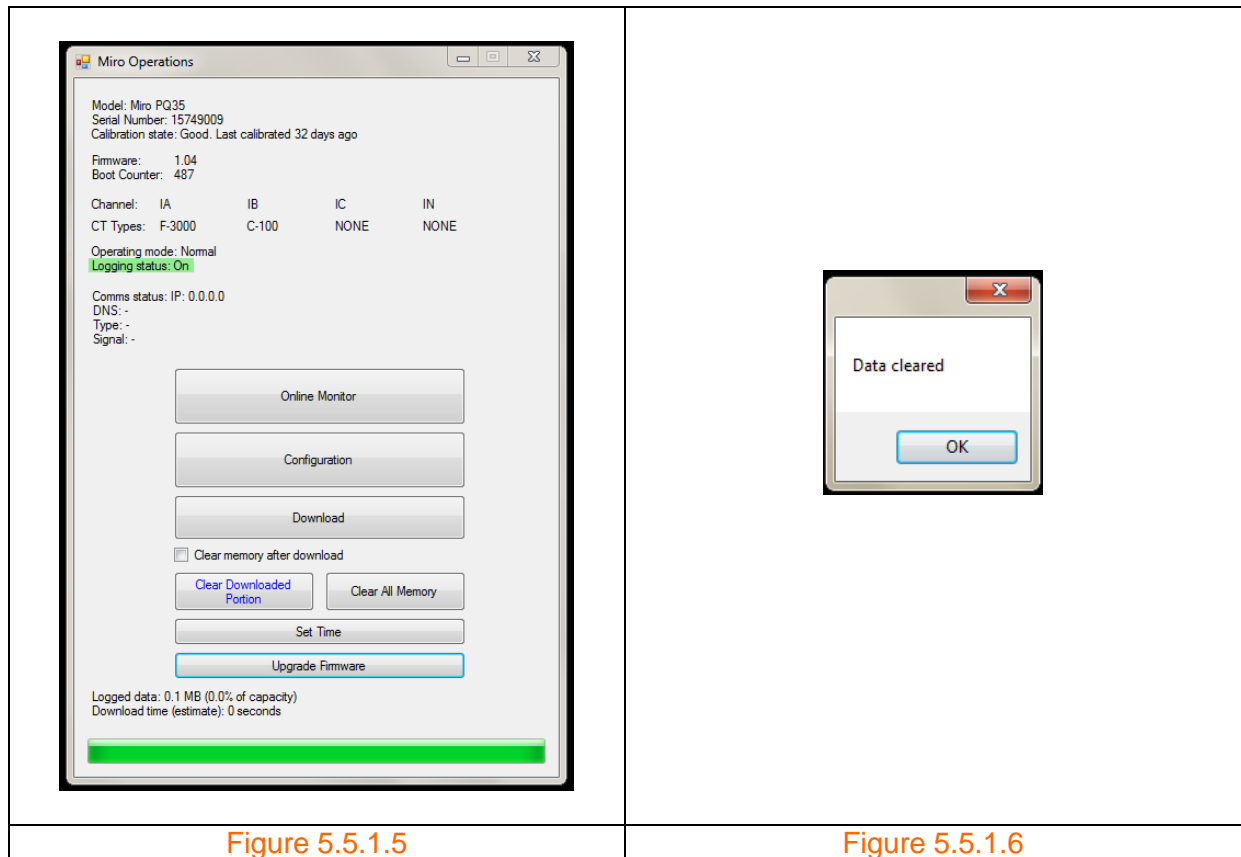 Miro Operations
Model: Miro PQ35
Serial Number: 15749009
Calibration state: Good. Last calibrated 32 days ago
Firmware: 1.04
Boot Counter: 487
Channel: IA IB IC IN
CT Types: F-3000 C-100 NONE NONE
Operating mode: Normal
Logging status: On
Comms status: IP: 0.0.0.0
DNS: -
Type: -
Signal: -
Online Monitor
Configuration
Download
Clear memory after download
Clear Downloaded
Portion
Clear All Memory
Set Time
Upgrade Firmware
Logged data: 0.1 MB (0.0% of capacity)
Download time (estimate): 0 seconds
Figure 5.5.1.5
Data cleared
OK
Figure 5.5.1.6